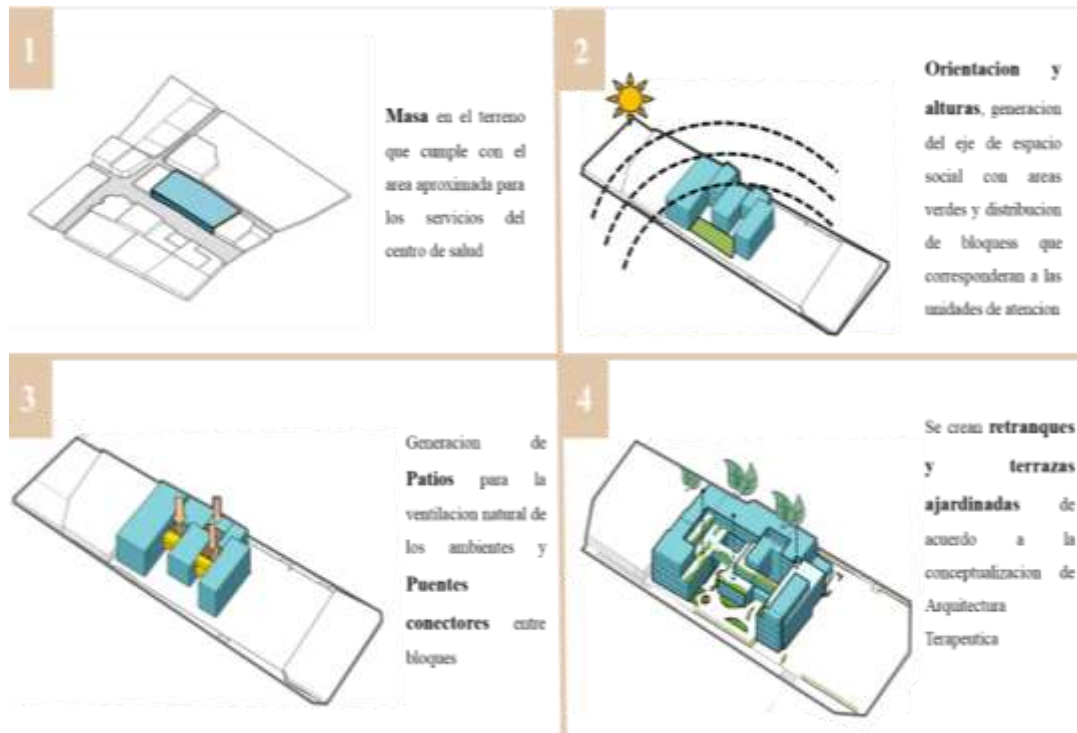 1
Masa en el terreno
que cumple con el
area aproximada para
los servicios del
centro de salud
2
Orientacion y
alturas, generacion
del eje de espacio
social con areas
verdes y distribucion
de bloquess que
corresponderan a las
unidades de atencion
3
Generacion de
Patios para la
ventilacion natural de
los ambientes y
Puentes
conectores entre
bloques
4
Se crean retranques
y terrazas
ajardinadas de
acuerdo a la
conceptualizacion de
Arquitectura
Terapeutica